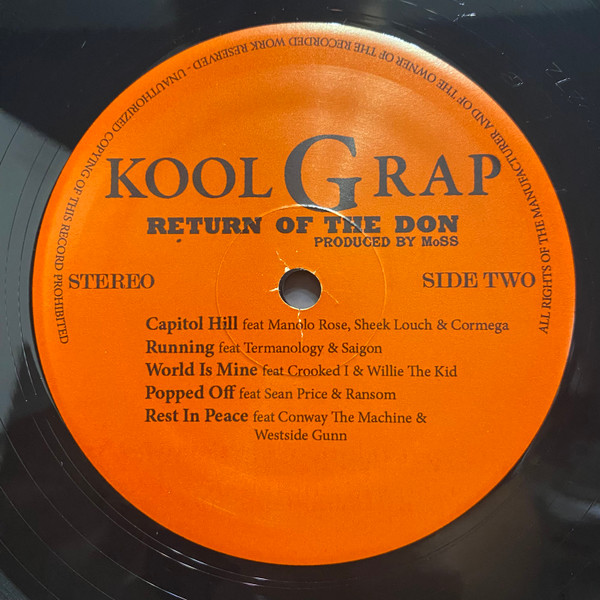 UNAUTHORIZED COPYING OF THIS RECORD PROHIBITED
ALL RIGHTS OF THE MANUFACTURER AND OF THE OWNER OF THE RECORDED WORK RESERVED -
KOOL G RAP
RETURN OF THE DON
PRODUCED BY MoSS
STEREO
SIDE TWO
Capitol Hill feat Manolo Rose, Sheek Louch & Cormega
Running feat Termanology & Saigon
World Is Mine feat Crooked I & Willie The Kid
Popped Off feat Sean Price & Ransom
Rest In Peace feat Conway The Machine &
Westside Gunn